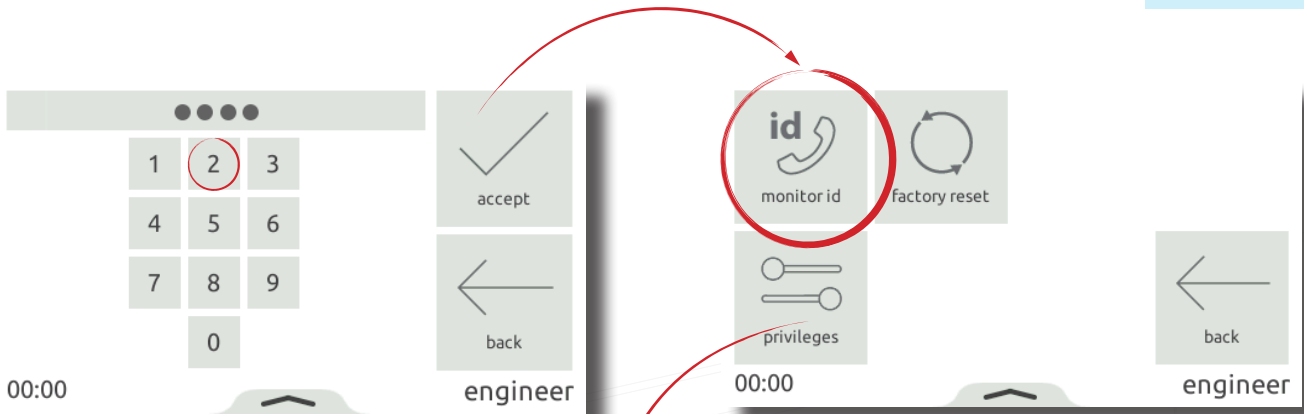 1 2 3
4 5 6
7 8 9
0
accept
back
00:00
engineer
id
monitor id
factory reset
privileges
back
00:00
engineer